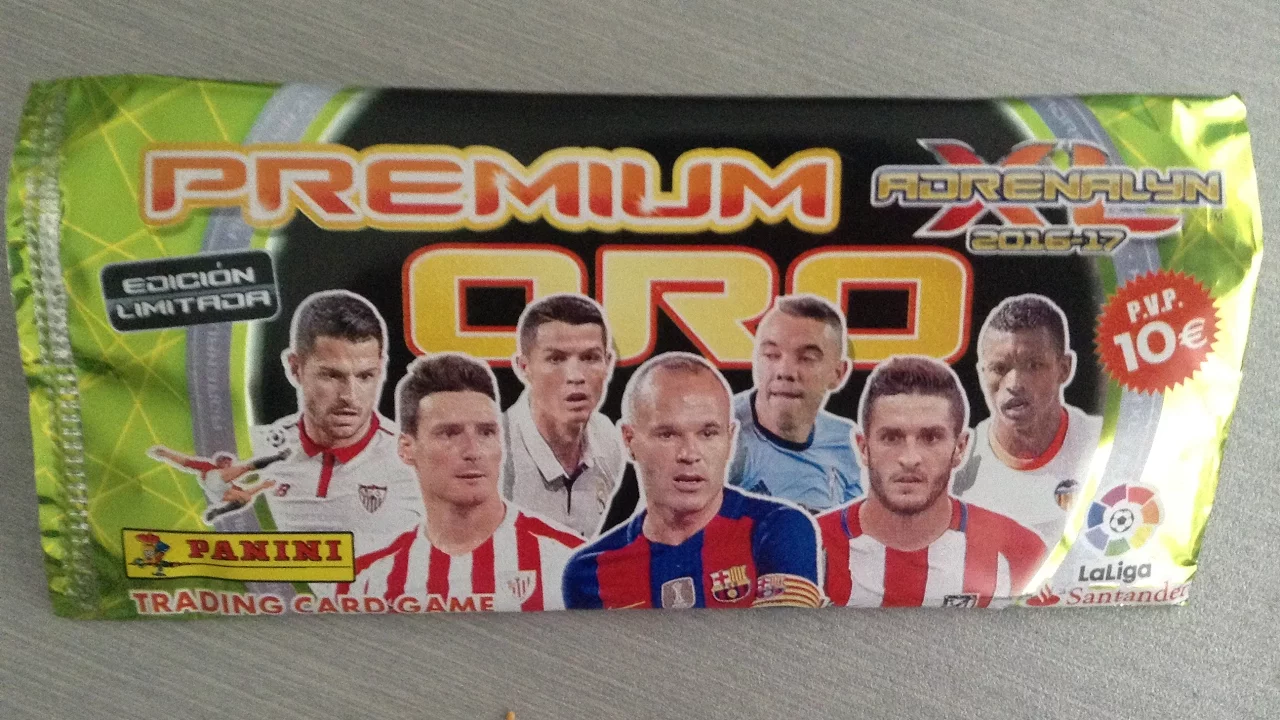 PREMIUM
ADRENALYN
XL
2016-17
ORO
EDICIÓN
LIMITADA
P.V.P.
10€
PANINI
TRADING CARD GAME
LaLiga
Santander